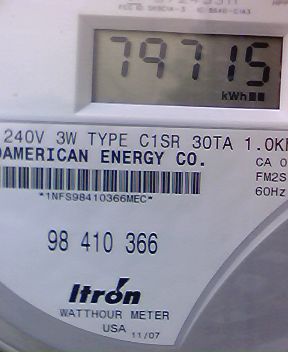 79715
kWh
240V 3W TYPE C1SR 30TA 1.0K
AMERICAN ENERGY CO.
CA 0
FM2S
60Hz
*1NFS98410366MEC*
98 410 366
Itrón
WATTHOUR METER
USA 11/07